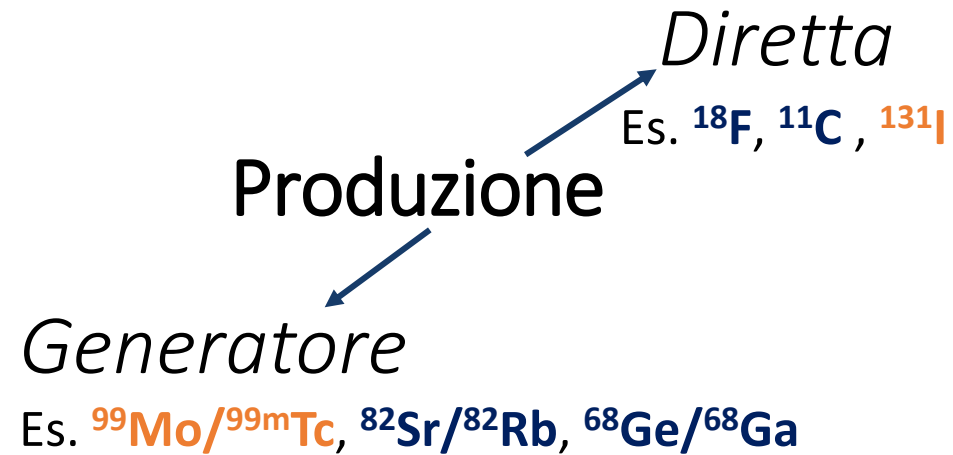 Diretta
Es. ¹⁸F, ¹¹C , ¹³¹I
Produzione
Generatore
Es. ⁹⁹Mo/⁹⁹ᵐTc, ⁸²Sr/⁸²Rb, ⁶⁸Ge/⁶⁸Ga